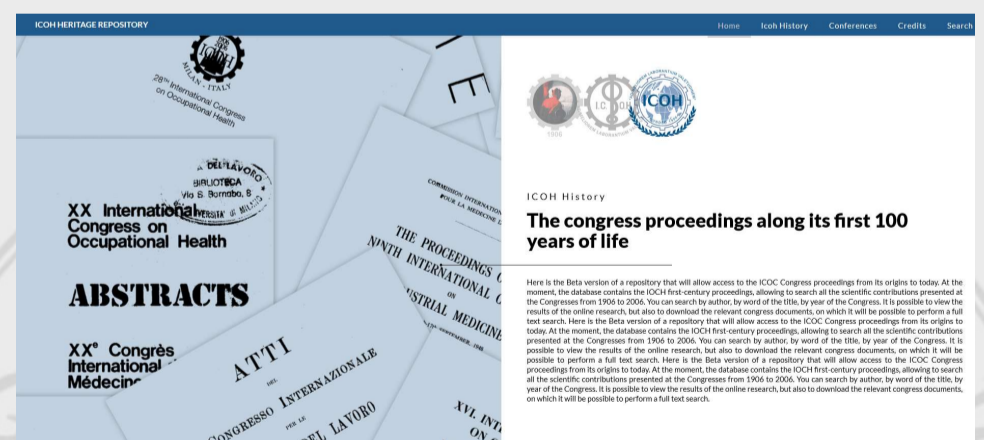 ICOH HERITAGE REPOSITORY
Home Icoh History Conferences Credits Search
MILAN - ITALY
28TH International Congress
on Occupational Health
DEL LAVORO
BIBLIOTECA
Via S. Barnaba, 8
XX International
Congress on
Occupational Health
ABSTRACTS
XXe Congrès
International
Médecine
COMMISSION INTERNATION
POUR LA MEDECINE D
THE PROCEEDINGS O
NINTH INTERNATIONAL C
ON
USTRIAL MEDICINE
SEPTEMBER, 1948
ATTI
DEL
CONGRESSO INTERNAZIONALE
PER LE
DEL LAVORO
XVI. INT
ON
1906
ICOH
ICOH History
The congress proceedings along its first 100
years of life
Here is the Beta version of a repository that will allow access to the ICOC Congress proceedings from its origins to today. At the
moment, the database contains the IOCH first-century proceedings, allowing to search all the scientific contributions presented at
the Congresses from 1906 to 2006. You can search by author, by word of the title, by year of the Congress. It is possible to view the
results of the online research, but also to download the relevant congress documents, on which it will be possible to perform a full
text search. Here is the Beta version of a repository that will allow access to the ICOC Congress proceedings from its origins to
today. At the moment, the database contains the IOCH first-century proceedings, allowing to search all the scientific contributions
presented at the Congresses from 1906 to 2006. You can search by author, by word of the title, by year of the Congress. It is
possible to view the results of the online research, but also to download the relevant congress documents, on which it will be
possible to perform a full text search. Here is the Beta version of a repository that will allow access to the ICOC Congress
proceedings from its origins to today. At the moment, the database contains the IOCH first-century proceedings, allowing to search
all the scientific contributions presented at the Congresses from 1906 to 2006. You can search by author, by word of the title, by
year of the Congress. It is possible to view the results of the online research, but also to download the relevant congress documents,
on which it will be possible to perform a full text search.